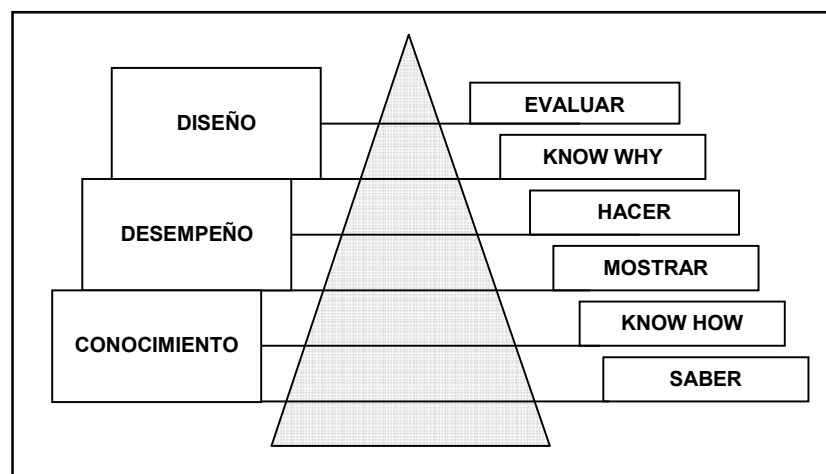 EVALUAR
DISEÑO
KNOW WHY
HACER
DESEMPEÑO
MOSTRAR
KNOW HOW
CONOCIMIENTO
SABER